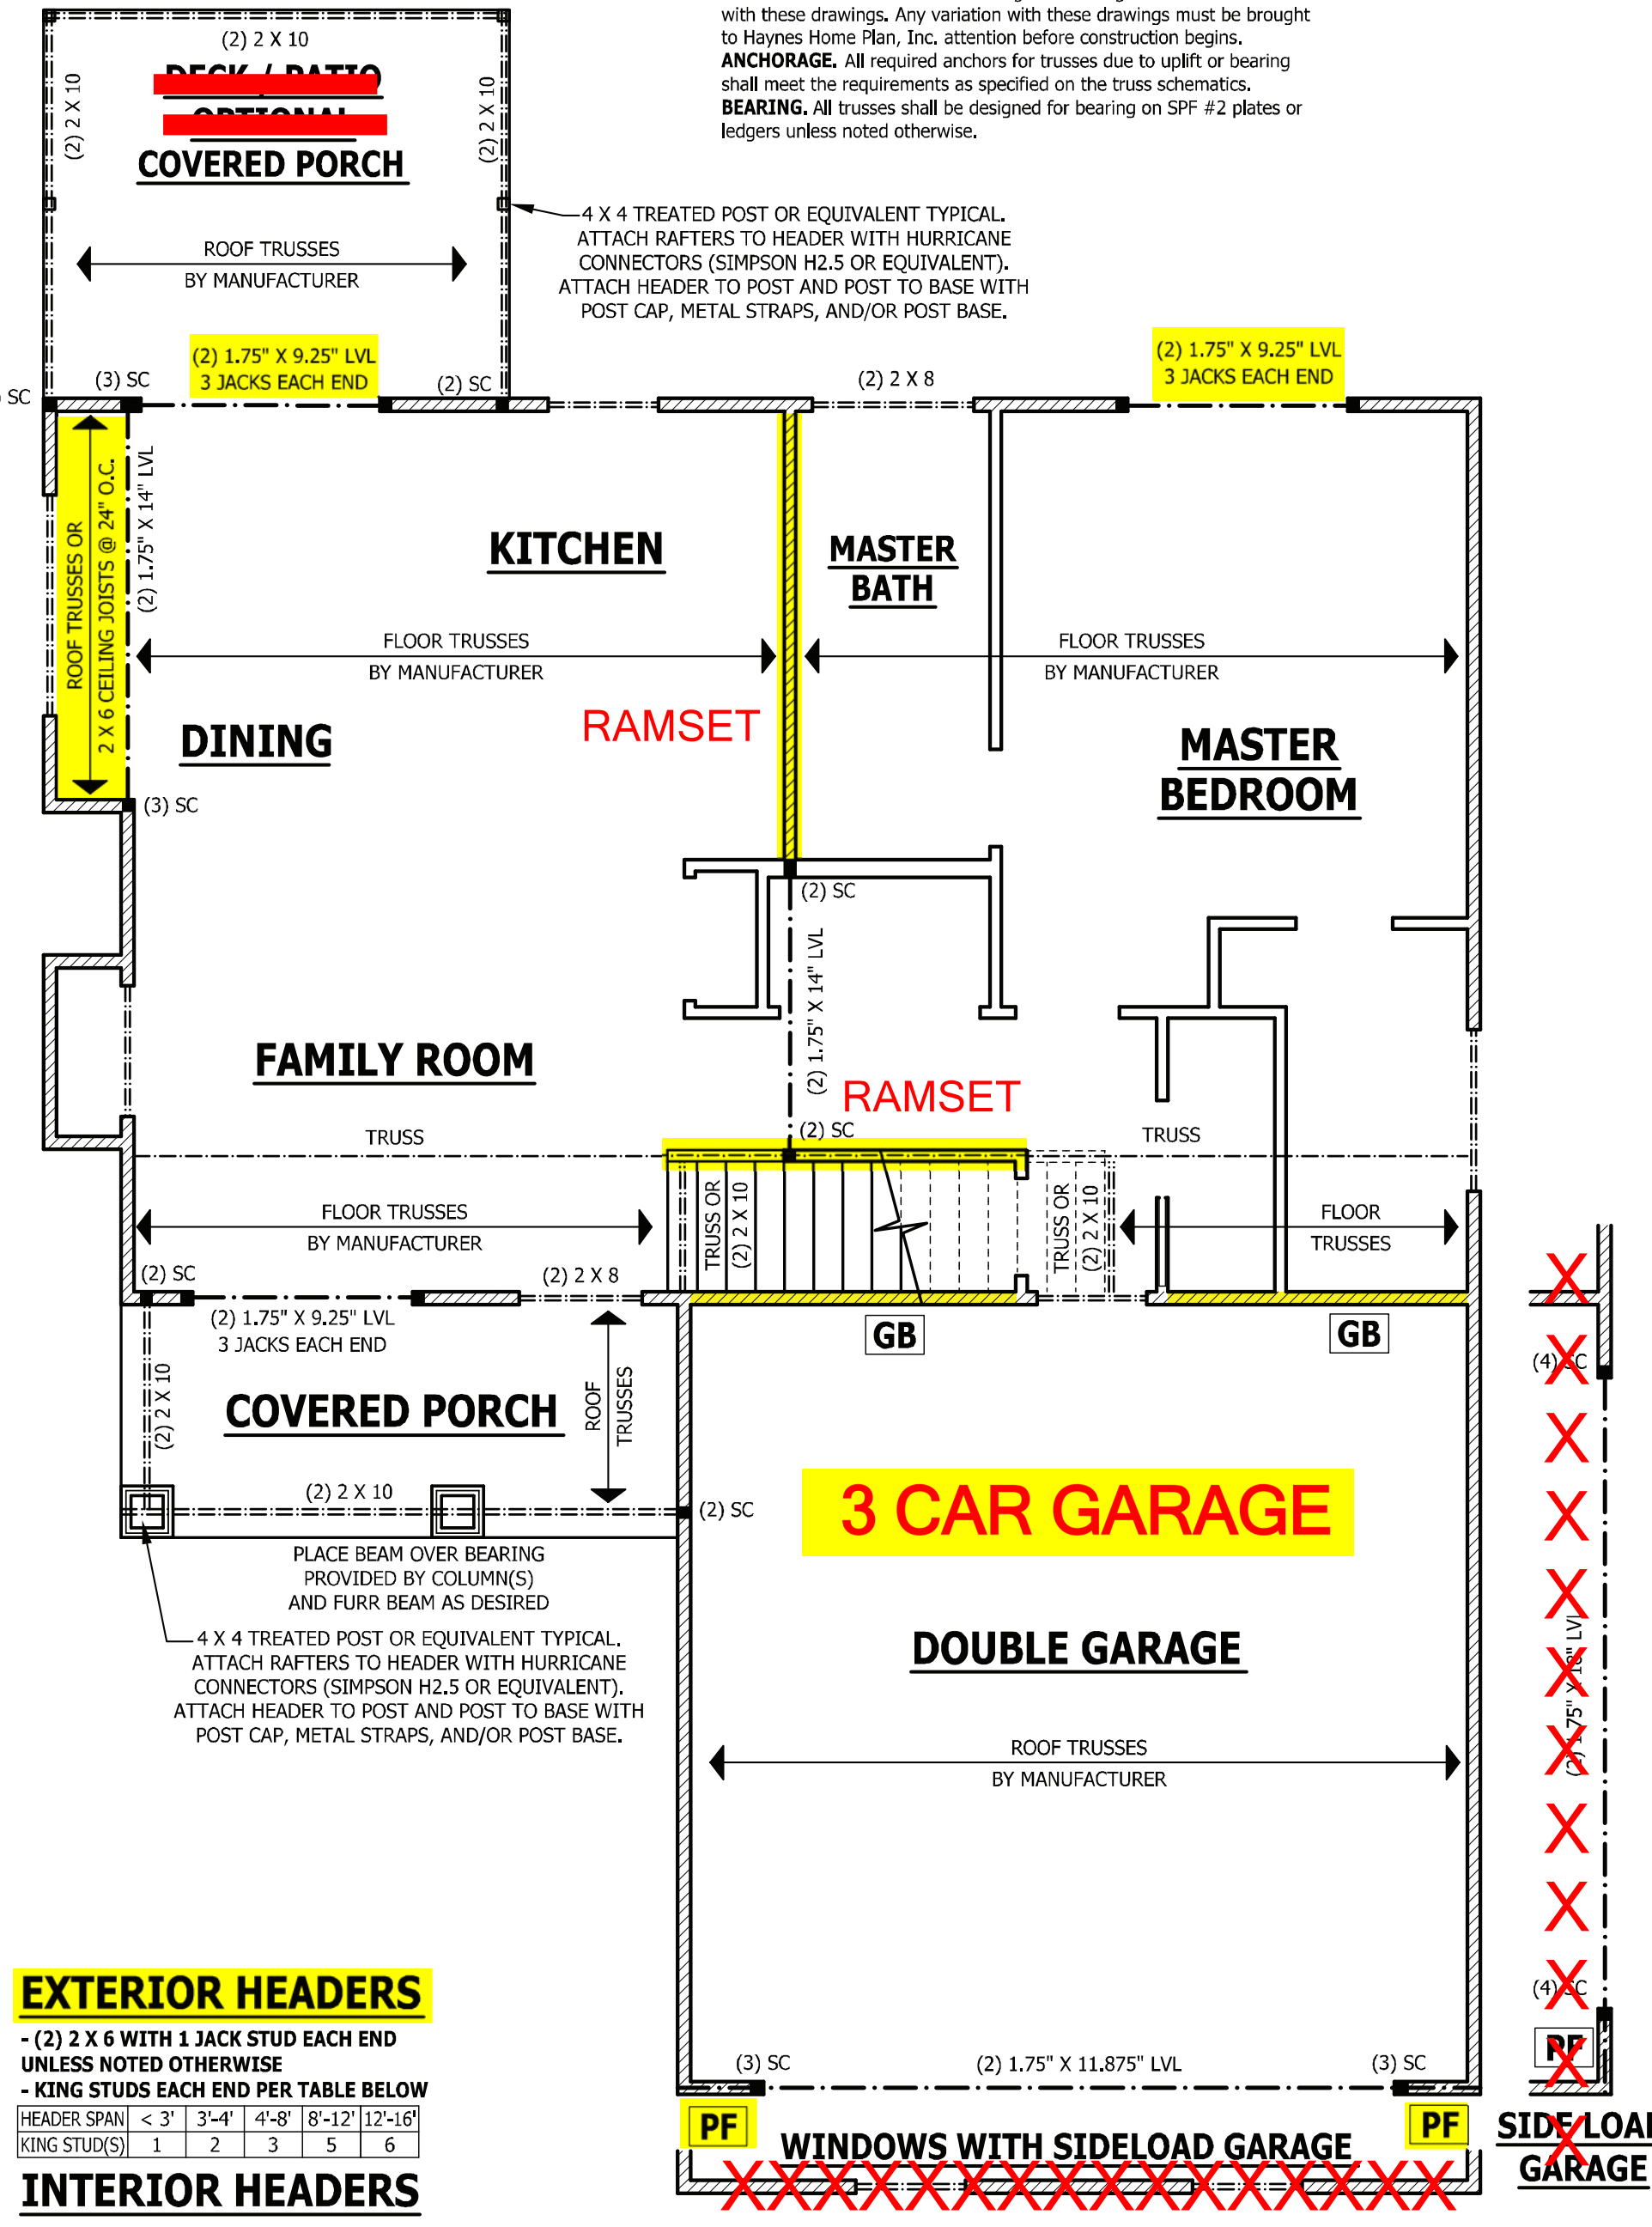 with these drawings. Any variation with these drawings must be brought
to Haynes Home Plan, Inc. attention before construction begins.
ANCHORAGE. All required anchors for trusses due to uplift or bearing
shall meet the requirements as specified on the truss schematics.
BEARING. All trusses shall be designed for bearing on SPF #2 plates or
ledgers unless noted otherwise.
(2) 2 X 10
(2) 2 X 10
(2) 2 X 10
DECK / PATIO
OPTIONAL
COVERED PORCH
ROOF TRUSSES
BY MANUFACTURER
4 X 4 TREATED POST OR EQUIVALENT TYPICAL.
ATTACH RAFTERS TO HEADER WITH HURRICANE
CONNECTORS (SIMPSON H2.5 OR EQUIVALENT).
ATTACH HEADER TO POST AND POST TO BASE WITH
POST CAP, METAL STRAPS, AND/OR POST BASE.
(2) 1.75" X 9.25" LVL
3 JACKS EACH END
(2) 1.75" X 9.25" LVL
3 JACKS EACH END
SC
(3) SC
(2) SC
(2) 2 X 8
ROOF TRUSSES OR
2 X 6 CEILING JOISTS @ 24" O.C.
(2) 1.75" X 14" LVL
KITCHEN
MASTER
BATH
FLOOR TRUSSES
BY MANUFACTURER
FLOOR TRUSSES
BY MANUFACTURER
RAMSET
DINING
MASTER
BEDROOM
(3) SC
(2) SC
(2) 1.75" X 14" LVL
FAMILY ROOM
RAMSET
(2) SC
TRUSS
TRUSS
FLOOR TRUSSES
BY MANUFACTURER
TRUSS OR
(2) 2 X 10
TRUSS OR
(2) 2 X 10
FLOOR
TRUSSES
(2) SC
(2) 2 X 8
(2) 1.75" X 9.25" LVL
3 JACKS EACH END
GB
GB
(2) 2 X 10
COVERED PORCH
ROOF
TRUSSES
(2) 2 X 10
(2) SC
3 CAR GARAGE
PLACE BEAM OVER BEARING
PROVIDED BY COLUMN(S)
AND FURR BEAM AS DESIRED
4 X 4 TREATED POST OR EQUIVALENT TYPICAL.
ATTACH RAFTERS TO HEADER WITH HURRICANE
CONNECTORS (SIMPSON H2.5 OR EQUIVALENT).
ATTACH HEADER TO POST AND POST TO BASE WITH
POST CAP, METAL STRAPS, AND/OR POST BASE.
DOUBLE GARAGE
ROOF TRUSSES
BY MANUFACTURER
(4) SC
(4) SC
PF
SIDE LOAD
GARAGE
(3) SC
(2) 1.75" X 11.875" LVL
(3) SC
PF
PF
WINDOWS WITH SIDELOAD GARAGE
EXTERIOR HEADERS
- (2) 2 X 6 WITH 1 JACK STUD EACH END
UNLESS NOTED OTHERWISE
- KING STUDS EACH END PER TABLE BELOW
HEADER SPAN < 3' 3'-4' 4'-8' 8'-12' 12'-16'
KING STUD(S) 1 2 3 5 6
INTERIOR HEADERS